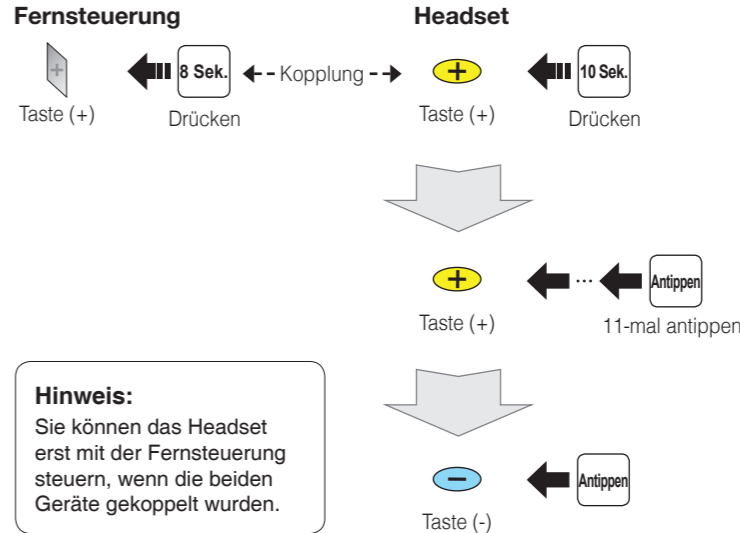 Fernsteuerung
Headset
+
8 Sek.
Kopplung
+
10 Sek.
Taste (+)
Drücken
Taste (+)
Drücken
+
...
Antippen
Taste (+)
11-mal antippen
Hinweis:
Sie können das Headset
erst mit der Fernsteuerung
steuern, wenn die beiden
Geräte gekoppelt wurden.
−
Antippen
Taste (-)